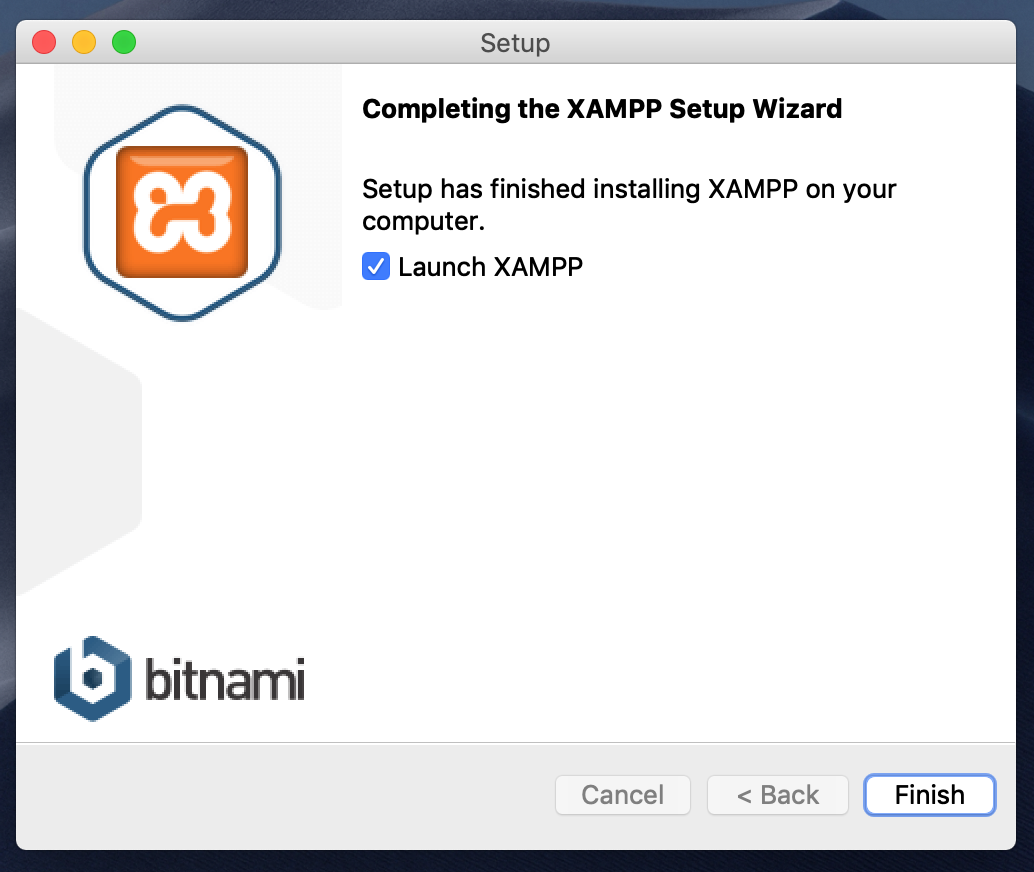 Setup
Completing the XAMPP Setup Wizard
Setup has finished installing XAMPP on your
computer.
Launch XAMPP
bitnami
Cancel
< Back
Finish